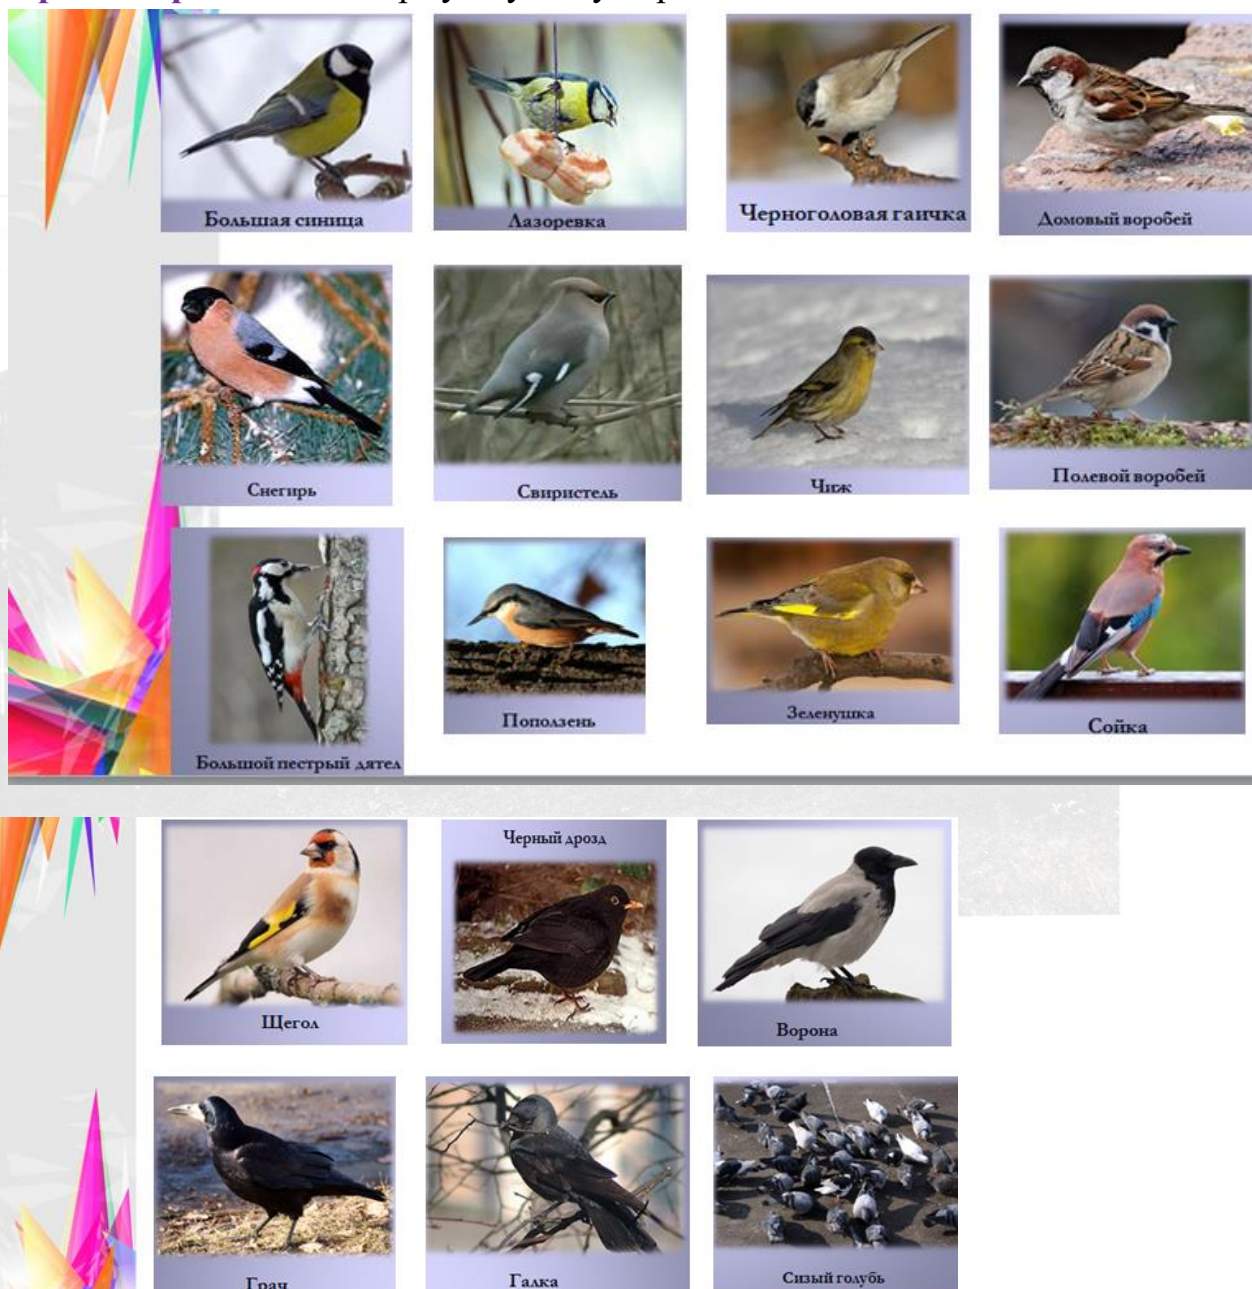 Большая синица
Лазоревка
Черноголовая гаичка
Домовый воробей
Снегирь
Свиристель
Чиж
Полевой воробей
Большой пестрый дятел
Поползень
Зеленушка
Сойка
Щегол
Черный дрозд
Ворона
Грач
Галка
Сизый голубь